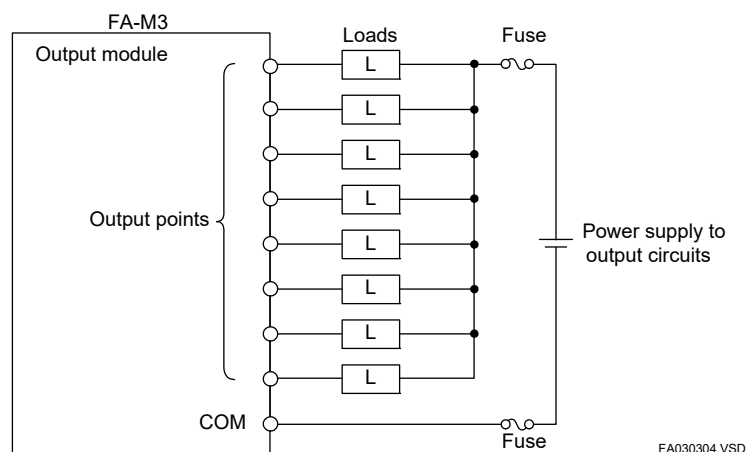 FA-M3
Output module
Loads
Fuse
L
L
L
L
L
L
L
L
Output points
Power supply to
output circuits
COM
Fuse
FA030304.VSD